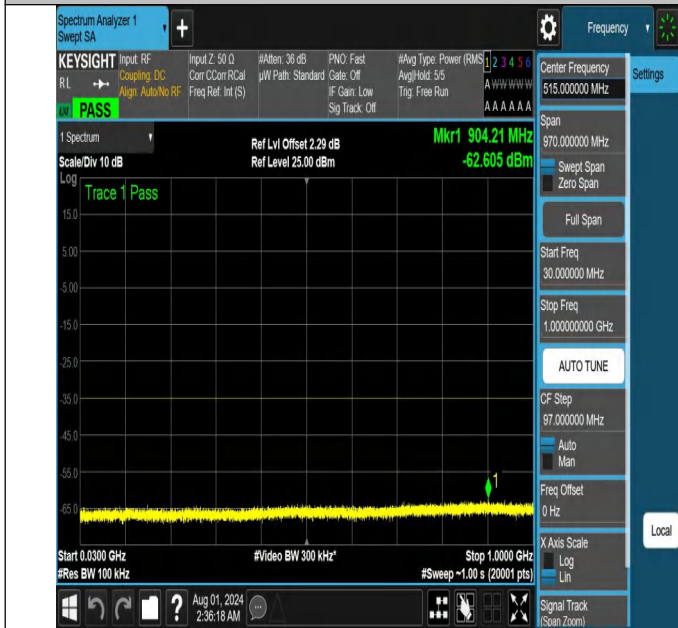 Spectrum Analyzer 1
Swept SA
+
Frequency
KEYSIGHT
RL
LXI
PASS
Input: RF
Coupling: DC
Align: Auto/No RF
Input Z: 50 Ω
Corr CCorr RCal
Freq Ref: Int (S)
#Atten: 36 dB
µW Path: Standard
PNO: Fast
Gate: Off
IF Gain: Low
Sig Track: Off
#Avg Type: Power (RMS
Avg|Hold: 5/5
Trig: Free Run
1 2 3 4 5 6
A W W W W W
A A A A A A
1 Spectrum
Scale/Div 10 dB
Log
Ref Lvl Offset 2.29 dB
Ref Level 25.00 dBm
Mkr1 904.21 MHz
-62.605 dBm
Trace 1 Pass
15.0
5.00
-5.00
-15.0
-25.0
-35.0
-45.0
-55.0
-65.0
1
Start 0.0300 GHz
#Res BW 100 kHz
#Video BW 300 kHz*
Stop 1.0000 GHz
#Sweep ~1.00 s (20001 pts)
?
Aug 01, 2024
2:36:18 AM
Center Frequency
515.000000 MHz
Settings
Span
970.000000 MHz
Swept Span
Zero Span
Full Span
Start Freq
30.000000 MHz
Stop Freq
1.00000000 GHz
AUTO TUNE
CF Step
97.000000 MHz
Auto
Man
Freq Offset
0 Hz
Local
X Axis Scale
Log
Lin
Signal Track
(Span Zoom)